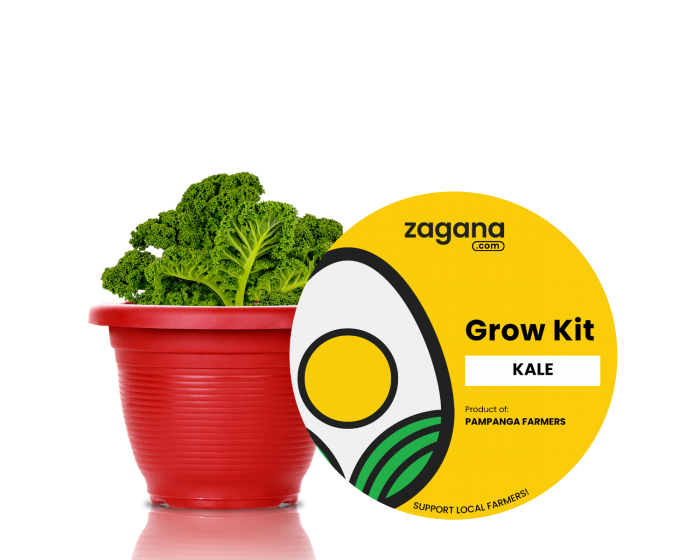 zagana
.com
Grow Kit
KALE
Product of:
PAMPANGA FARMERS
SUPPORT LOCAL FARMERS!